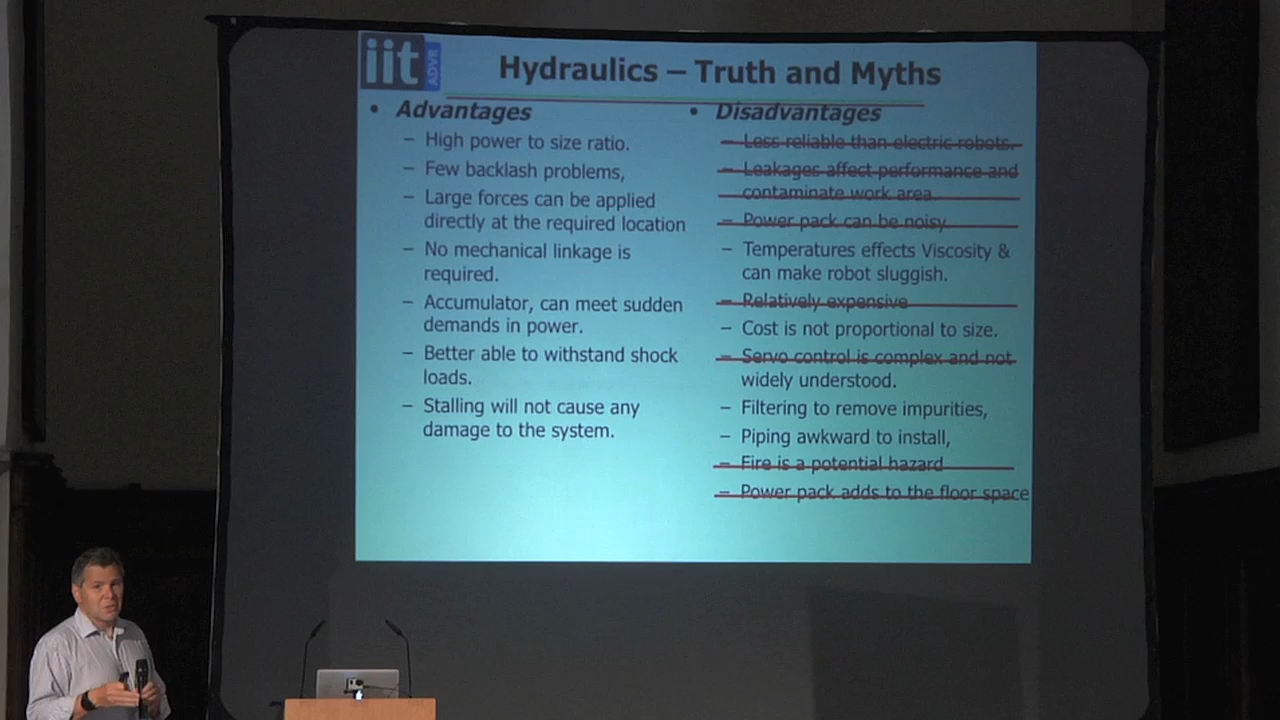 iit
ADVR
Hydraulics – Truth and Myths
• Advantages
– High power to size ratio.
– Few backlash problems,
– Large forces can be applied
directly at the required location
– No mechanical linkage is
required.
– Accumulator, can meet sudden
demands in power.
– Better able to withstand shock
loads.
– Stalling will not cause any
damage to the system.
• Disadvantages
– Less reliable than electric robots.
– Leakages affect performance and
contaminate work area.
– Power pack can be noisy.
– Temperatures effects Viscosity &
can make robot sluggish.
– Relatively expensive
– Cost is not proportional to size.
– Servo control is complex and not
widely understood.
– Filtering to remove impurities,
– Piping awkward to install,
– Fire is a potential hazard
– Power pack adds to the floor space